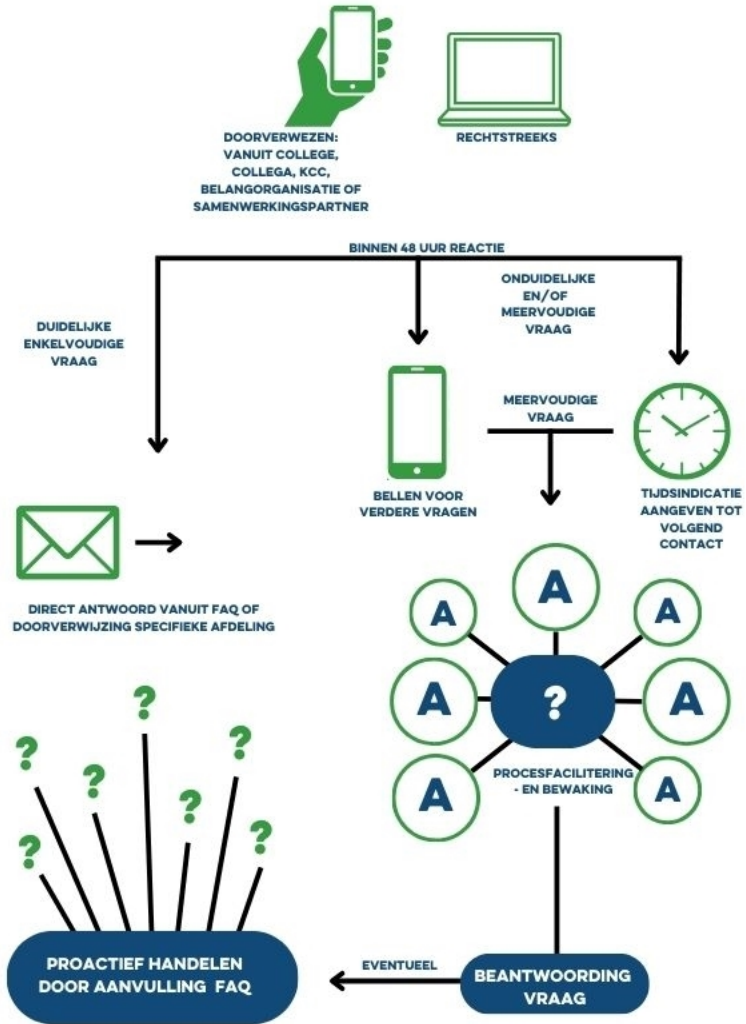 DOORVERWEZEN:
VANUIT COLLEGE,
COLLEGA, KCC,
BELANGORGANISATIE OF
SAMENWERKINGSPARTNER
RECHTSTREEKS
BINNEN 48 UUR REACTIE
DUIDELIJKE
ENKELVOUDIGE
VRAAG
ONDUIDELIJKE
EN/OF
MEERVOUDIGE
VRAAG
MEERVOUDIGE
VRAAG
BELLEN VOOR
VERDERE VRAGEN
TIJDSINDICATIE
AANGEVEN TOT
VOLGEND
CONTACT
DIRECT ANTWOORD VANUIT FAQ OF
DOORVERWIJZING SPECIFIEKE AFDELING
A
A
A
A
?
A
A
A
PROCESFACILITERING
- EN BEWAKING
?
?
?
?
?
?
?
PROACTIEF HANDELEN
DOOR AANVULLING FAQ
EVENTUEEL
BEANTWOORDING
VRAAG